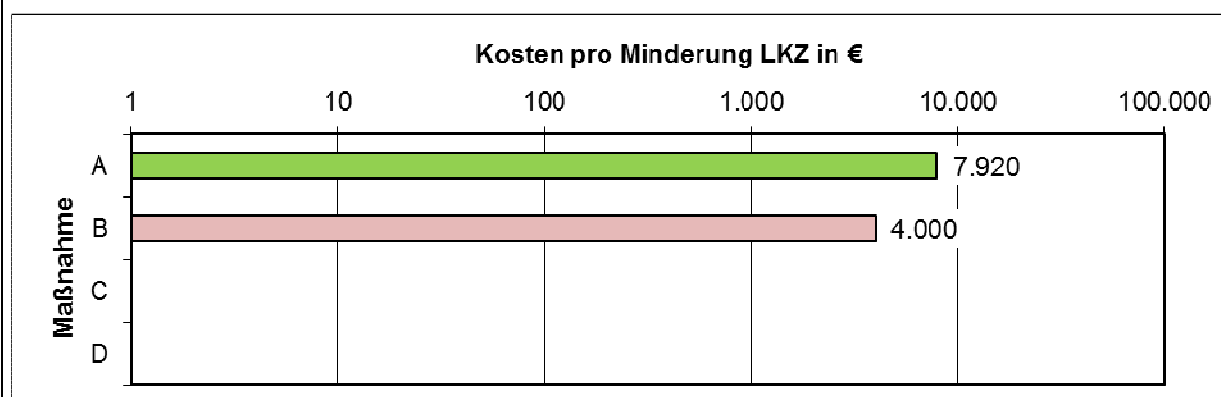 Kosten pro Minderung LKZ in €
1 10 100 1.000 10.000 100.000
Maßnahme
A 7.920
B 4.000
C
D